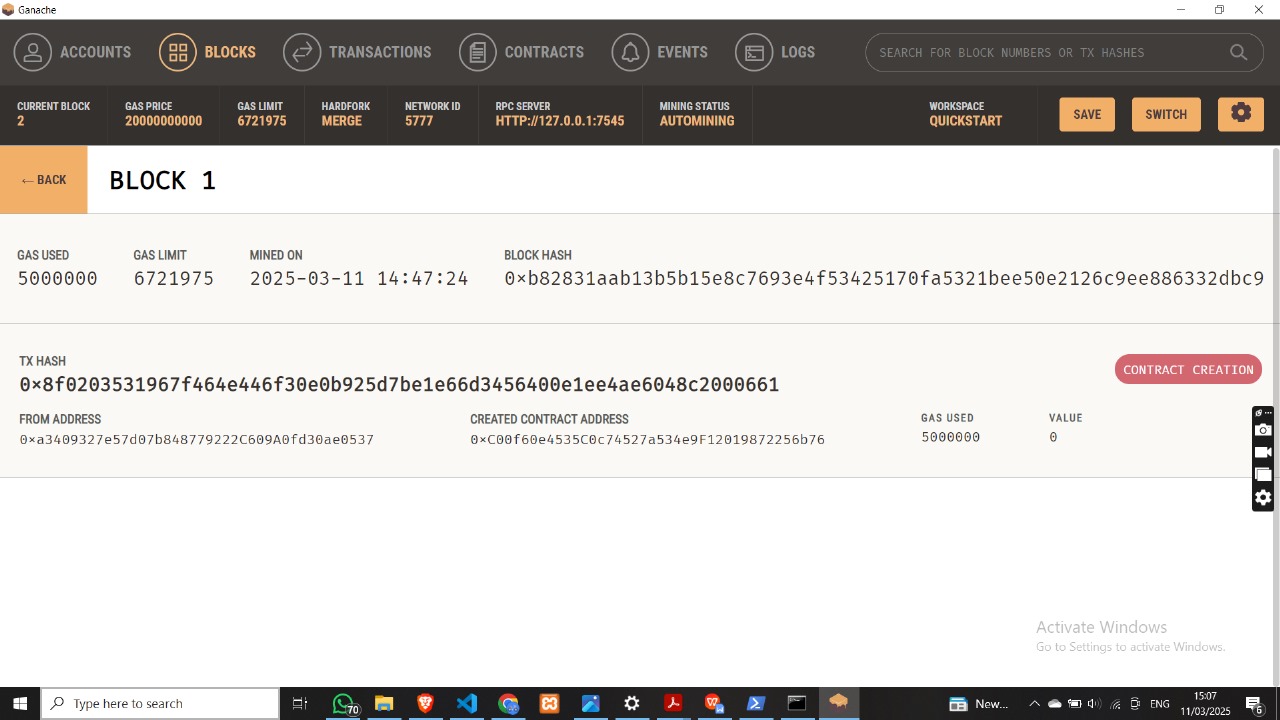 Ganache
ACCOUNTS BLOCKS TRANSACTIONS CONTRACTS EVENTS LOGS SEARCH FOR BLOCK NUMBERS OR TX HASHES
CURRENT BLOCK GAS PRICE GAS LIMIT HARDFORK NETWORK ID RPC SERVER MINING STATUS WORKSPACE
2 20000000000 6721975 MERGE 5777 HTTP://127.0.0.1:7545 AUTOMINING QUICKSTART SAVE SWITCH
← BACK BLOCK 1
GAS USED GAS LIMIT MINED ON BLOCK HASH
5000000 6721975 2025-03-11 14:47:24 0×b82831aab13b5b15e8c7693e4f53425170fa5321bee50e2126c9ee886332dbc9
TX HASH
0×8f0203531967f464e446f30e0b925d7be1e66d3456400e1ee4ae6048c2000661 CONTRACT CREATION
FROM ADDRESS CREATED CONTRACT ADDRESS GAS USED VALUE
0×a3409327e57d07b848779222C609A0fd30ae0537 0×C00f60e4535C0c74527a534e9F12019872256b76 5000000 0
Activate Windows
Go to Settings to activate Windows.
Type here to search 70 New... ENG 15:07 6
11/03/2025